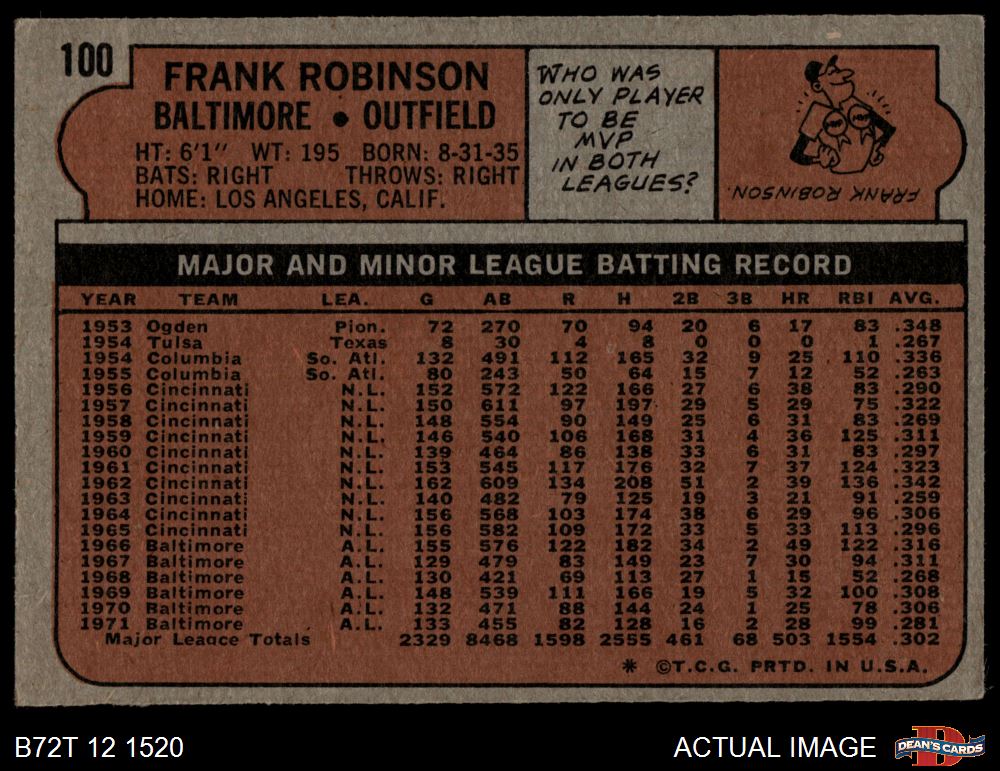 100
FRANK ROBINSON
BALTIMORE • OUTFIELD
HT: 6'1" WT: 195 BORN: 8-31-35
BATS: RIGHT THROWS: RIGHT
HOME: LOS ANGELES, CALIF.
WHO WAS
ONLY PLAYER
TO BE
MVP
IN BOTH
LEAGUES?
FRANK ROBINSON.
MAJOR AND MINOR LEAGUE BATTING RECORD
YEAR TEAM LEA. G AB R H 2B 3B HR RBI AVG.
1953 Ogden Pion. 72 270 70 94 20 6 17 83 .348
1954 Tulsa Texas 8 30 4 8 0 0 0 1 .267
1954 Columbia So. Atl. 132 491 112 165 32 9 25 110 .336
1955 Columbia So. Atl. 80 243 50 64 15 7 12 52 .263
1956 Cincinnati N.L. 152 572 122 166 27 6 38 83 .290
1957 Cincinnati N.L. 150 611 97 197 29 5 29 75 .322
1958 Cincinnati N.L. 148 554 90 149 25 6 31 83 .269
1959 Cincinnati N.L. 146 540 106 168 31 4 36 125 .311
1960 Cincinnati N.L. 139 464 86 138 33 6 31 83 .297
1961 Cincinnati N.L. 153 545 117 176 32 7 37 124 .323
1962 Cincinnati N.L. 162 609 134 208 51 2 39 136 .342
1963 Cincinnati N.L. 140 482 79 125 19 3 21 91 .259
1964 Cincinnati N.L. 156 568 103 174 38 6 29 96 .306
1965 Cincinnati N.L. 156 582 109 172 33 5 33 113 .296
1966 Baltimore A.L. 155 576 122 182 34 2 49 122 .316
1967 Baltimore A.L. 129 479 83 149 23 7 30 94 .311
1968 Baltimore A.L. 130 421 69 113 27 1 15 52 .268
1969 Baltimore A.L. 148 539 111 166 19 5 32 100 .308
1970 Baltimore A.L. 132 471 88 144 24 1 25 78 .306
1971 Baltimore A.L. 133 455 82 128 16 2 28 99 .281
Major League Totals 2329 8468 1598 2555 461 68 503 1554 .302
* ©T.C.G. PRTD. IN U.S.A.
B72T 12 1520
ACTUAL IMAGE
D
DEAN'S CARDS